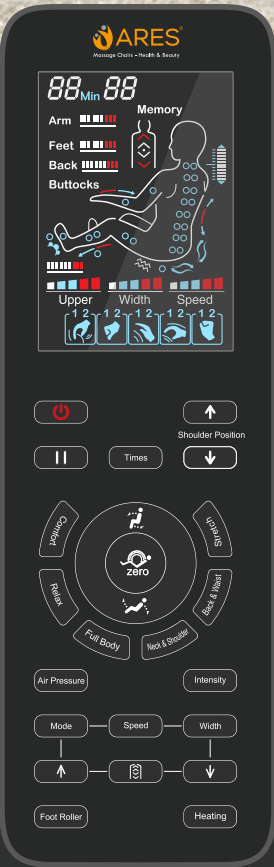 ARES®
Massage Chairs • Health & Beauty
88 Min 88
Memory
Arm
Feet
Back
Buttocks
Upper Width Speed
1 2 1 2 1 2 1 2 1 2
Shoulder Position
Times
Comfort
Stretch
zero
Relax
Back & Waist
Full Body
Neck & Shoulder
Air Pressure
Intensity
Mode
Speed
Width
Foot Roller
Heating